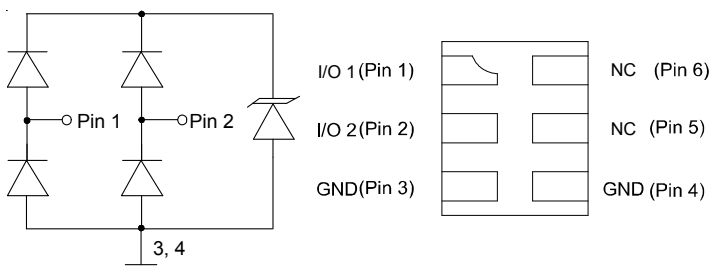 Pin 1
Pin 2
3, 4
I/O 1 (Pin 1)
NC (Pin 6)
I/O 2 (Pin 2)
NC (Pin 5)
GND (Pin 3)
GND (Pin 4)